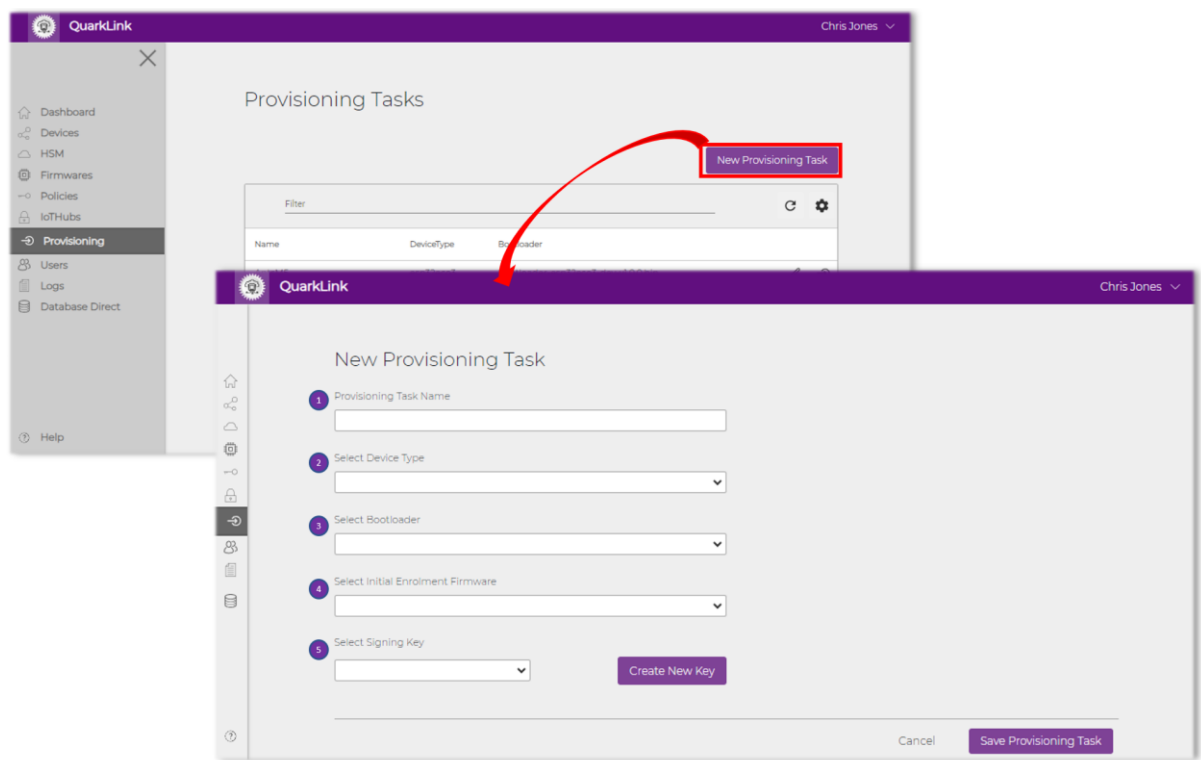 QuarkLink
Chris Jones
Dashboard
Devices
HSM
Firmwares
Policies
IoTHubs
Provisioning
Users
Logs
Database Direct
Help
Provisioning Tasks
New Provisioning Task
Filter
Name DeviceType Bootloader
QuarkLink
Chris Jones
New Provisioning Task
1 Provisioning Task Name
2 Select Device Type
3 Select Bootloader
4 Select Initial Enrolment Firmware
5 Select Signing Key
Create New Key
Cancel Save Provisioning Task